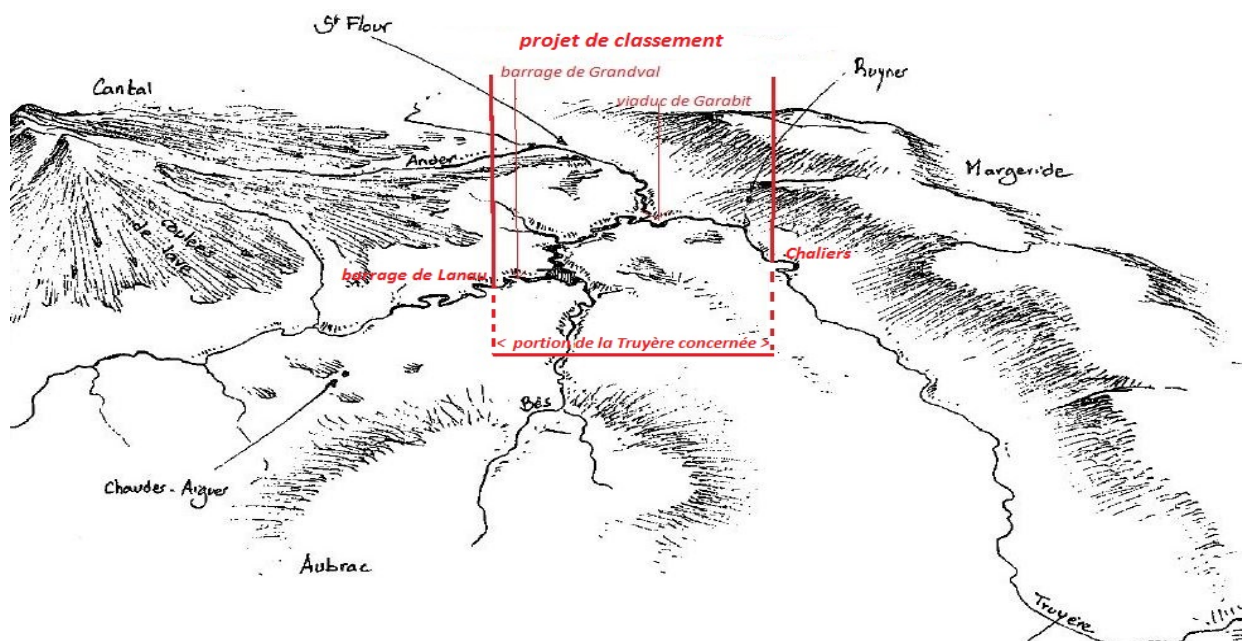 St Flour
projet de classement
barrage de Grandval
Ruyner
Cantal
viaduc de Garabit
Ander
Margeride
coulées
de lave
barrage de Lanau
Chaliers
< portion de la Truyère concernée >
Bès
Chaudes-Aigues
Aubrac
Truyère